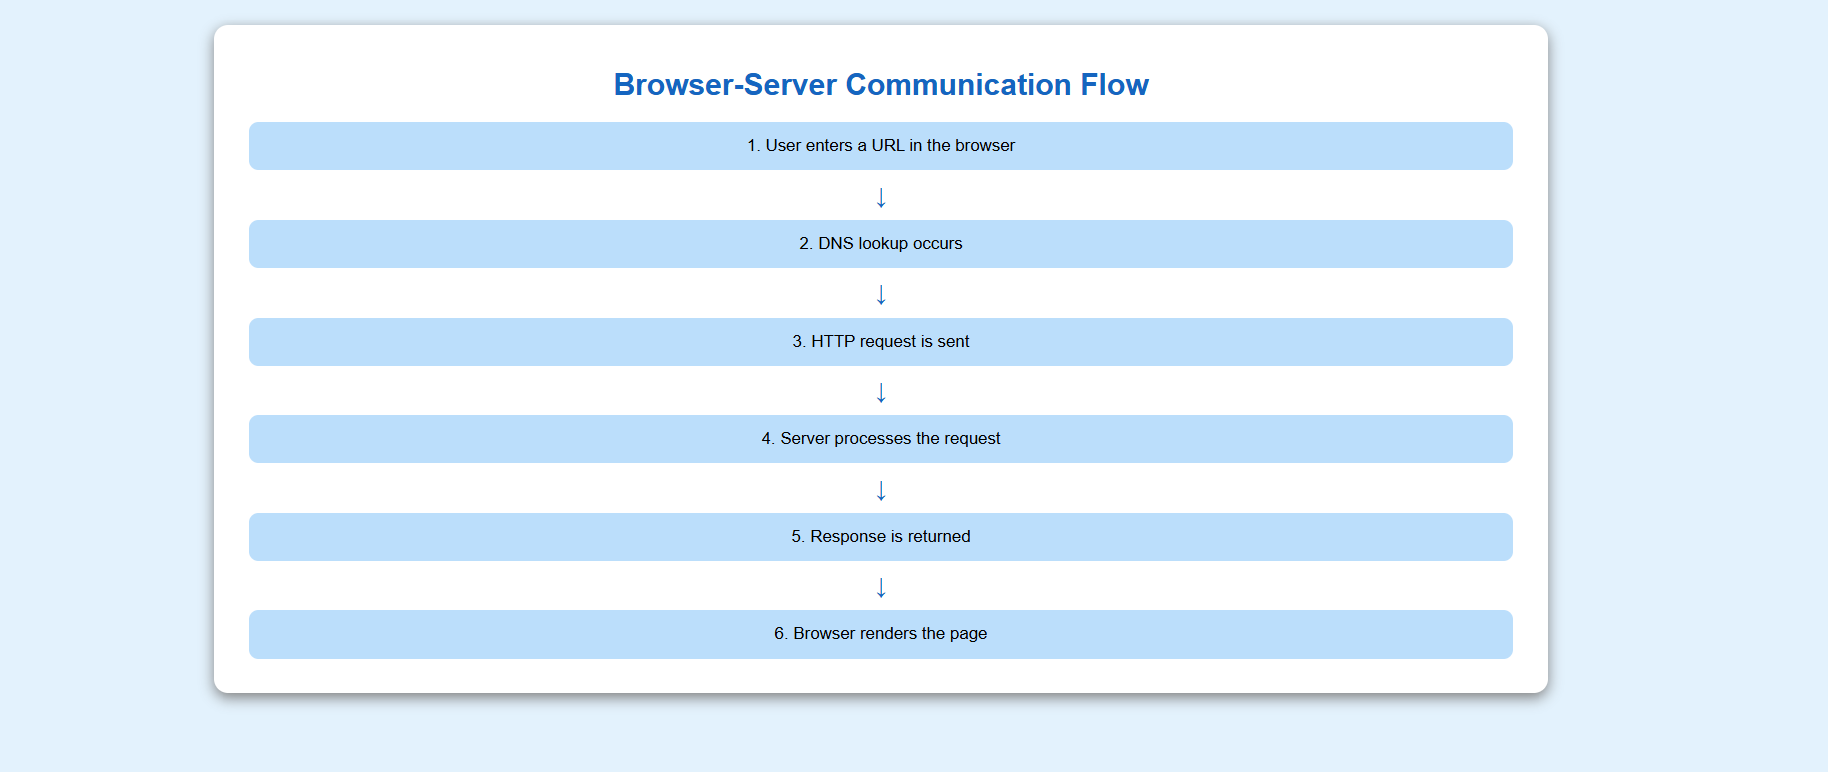 Browser-Server Communication Flow
1. User enters a URL in the browser
↓
2. DNS lookup occurs
↓
3. HTTP request is sent
↓
4. Server processes the request
↓
5. Response is returned
↓
6. Browser renders the page